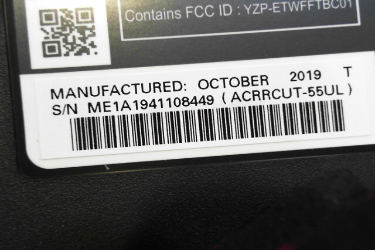 Contains FCC ID : YZP-ETWFFTBC01
MANUFACTURED: OCTOBER 2019 T
S/N ME1A1941108449 ( ACRRCUT-55UL )